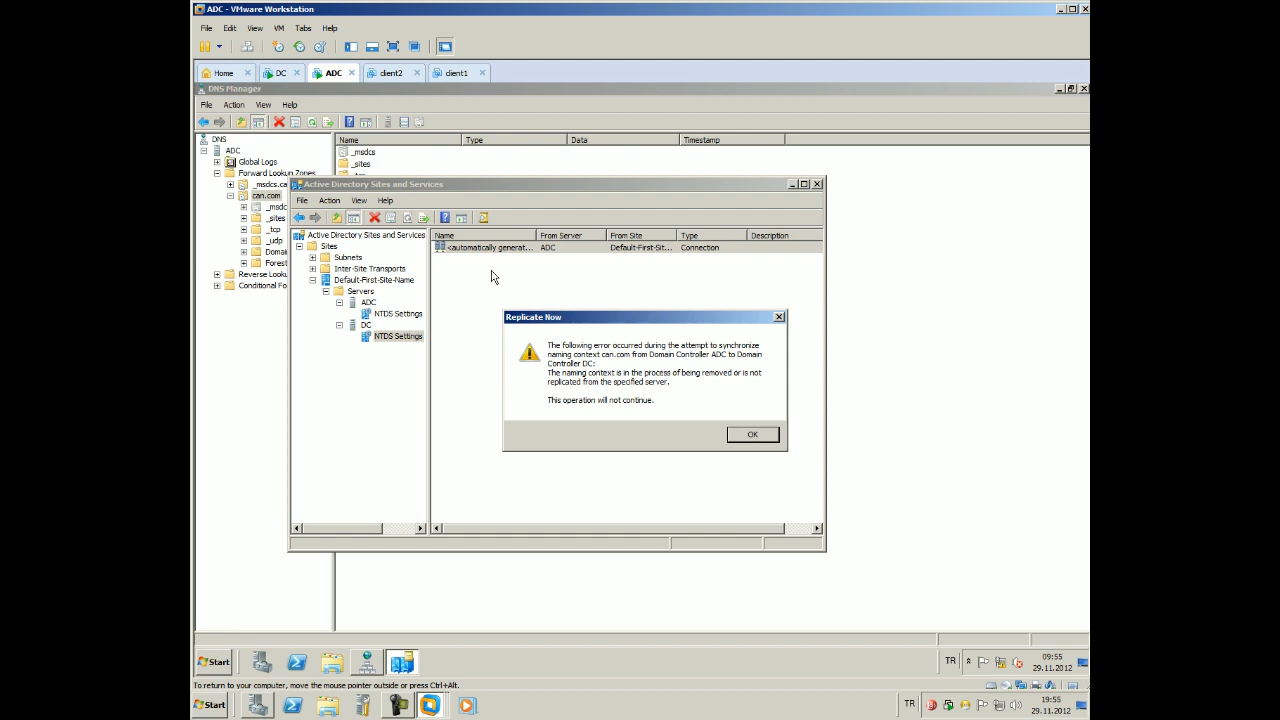 ADC - VMware Workstation
File Edit View VM Tabs Help
Home DC ADC client2 client1
DNS Manager
File Action View Help
DNS
ADC
Global Logs
Forward Lookup Zones
_msdcs.ca
can.com
_msdc
_sites
_tcp
_udp
Domai
Forest
Reverse Looku
Conditional Fo
Name Type Data Timestamp
_msdcs
_sites
Active Directory Sites and Services
File Action View Help
Active Directory Sites and Services
Sites
Subnets
Inter-Site Transports
Default-First-Site-Name
Servers
ADC
NTDS Settings
DC
NTDS Settings
Name From Server From Site Type Description
<automatically generat... ADC Default-First-Sit... Connection
Replicate Now
The following error occurred during the attempt to synchronize
naming context can.com from Domain Controller ADC to Domain
Controller DC:
The naming context is in the process of being removed or is not
replicated from the specified server.
This operation will not continue.
OK
Start
TR
09:55
29.11.2012
To return to your computer, move the mouse pointer outside or press Ctrl+Alt.
Start
TR
19:55
29.11.2012